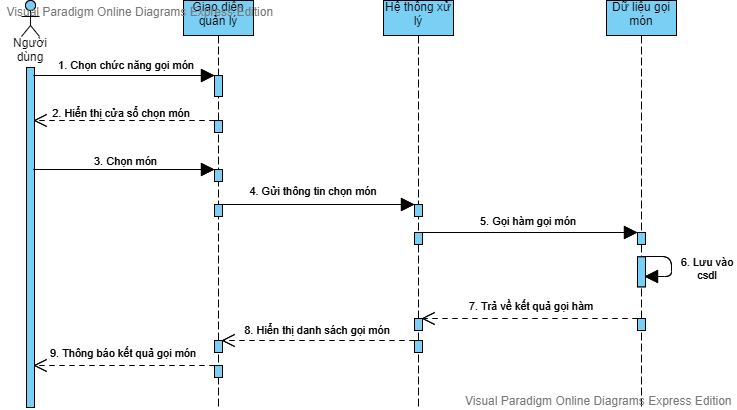 Visual Paradigm Online Diagrams Express Edition
Giao diện
quản lý
Hệ thống xử
lý
Dữ liệu gọi
món
Người
dùng
1. Chọn chức năng gọi món
2. Hiển thị cửa sổ chọn món
3. Chọn món
4. Gửi thông tin chọn món
5. Gọi hàm gọi món
6. Lưu vào
csdl
7. Trả về kết quả gọi hàm
8. Hiển thị danh sách gọi món
9. Thông báo kết quả gọi món
Visual Paradigm Online Diagrams Express Edition